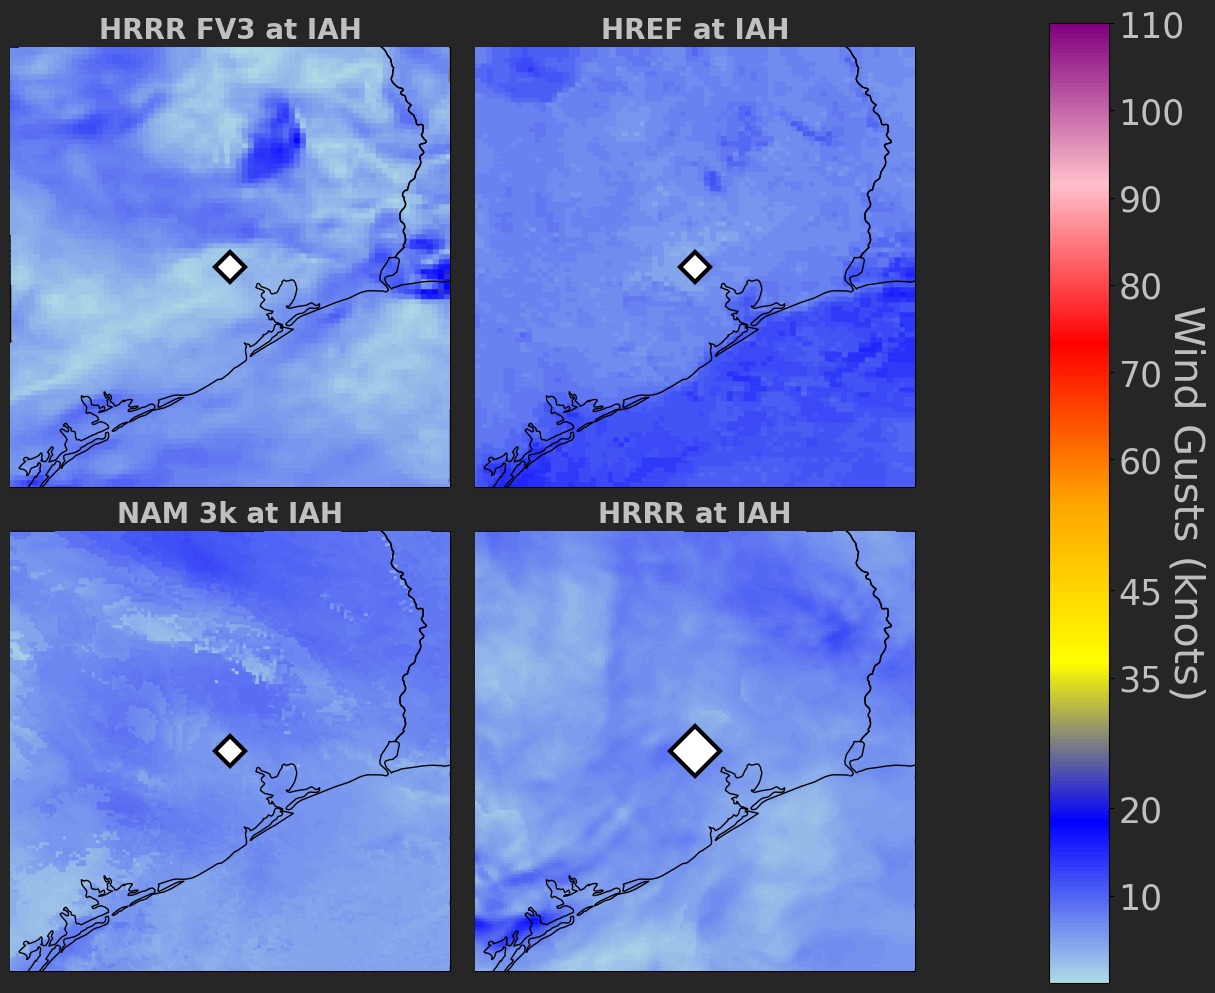 HRRR FV3 at IAH
HREF at IAH
NAM 3k at IAH
HRRR at IAH
110
100
90
80
70
60
45
35
20
10
Wind Gusts (knots)